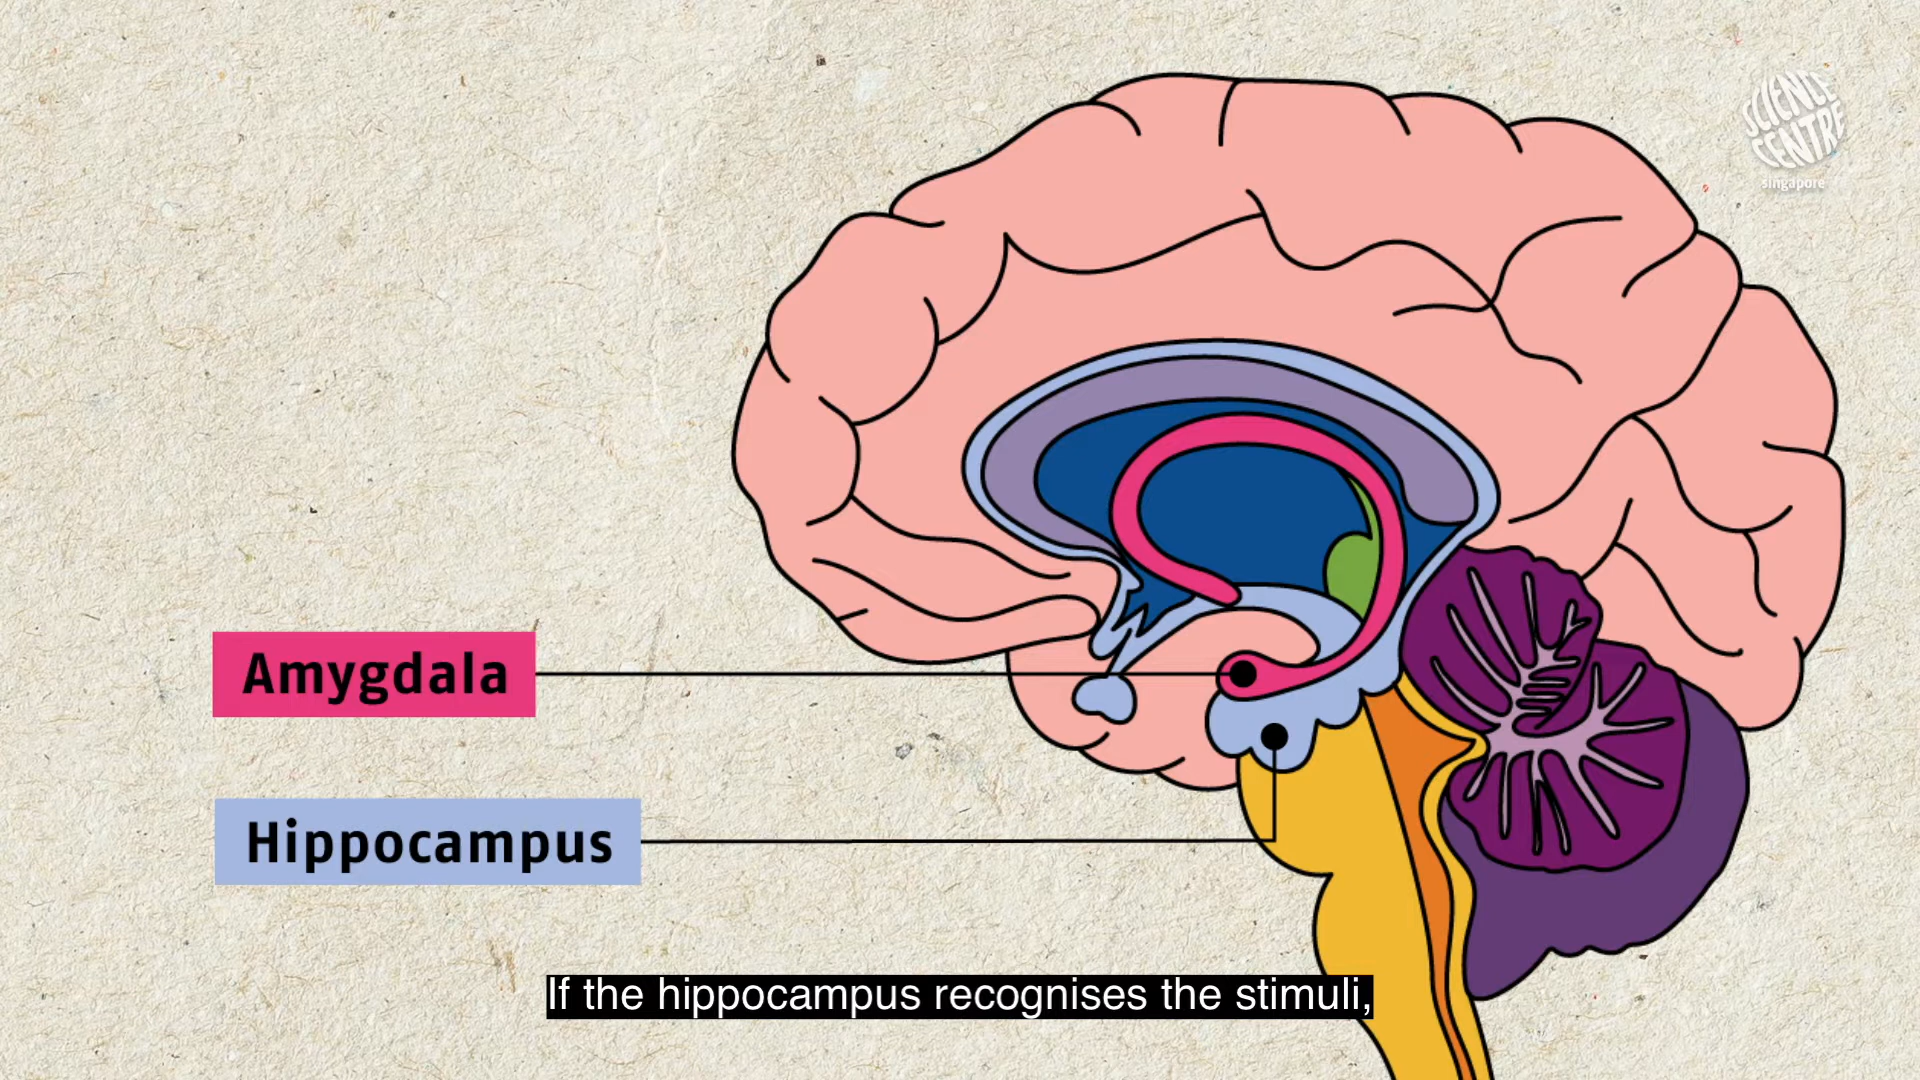 SCIENCE
CENTRE
singapore
Amygdala
Hippocampus
If the hippocampus recognises the stimuli,